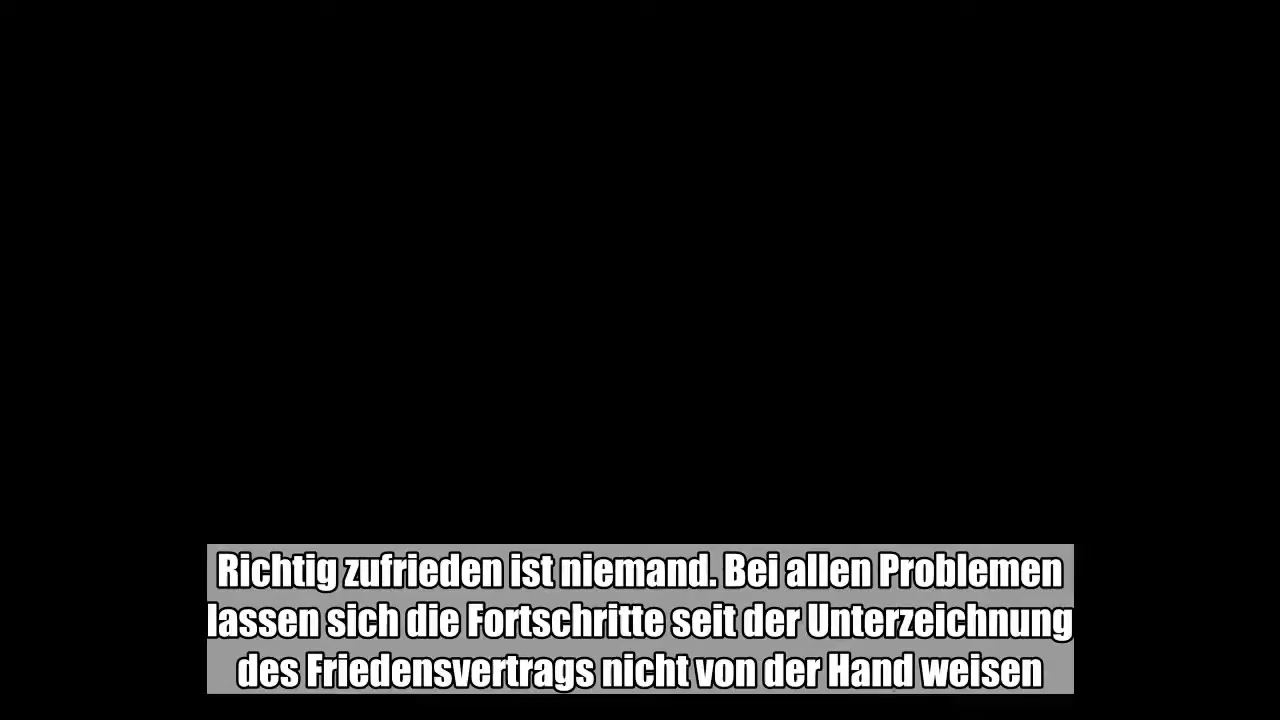 Richtig zufrieden ist niemand. Bei allen Problemen
lassen sich die Fortschritte seit der Unterzeichnung
des Friedensvertrags nicht von der Hand weisen